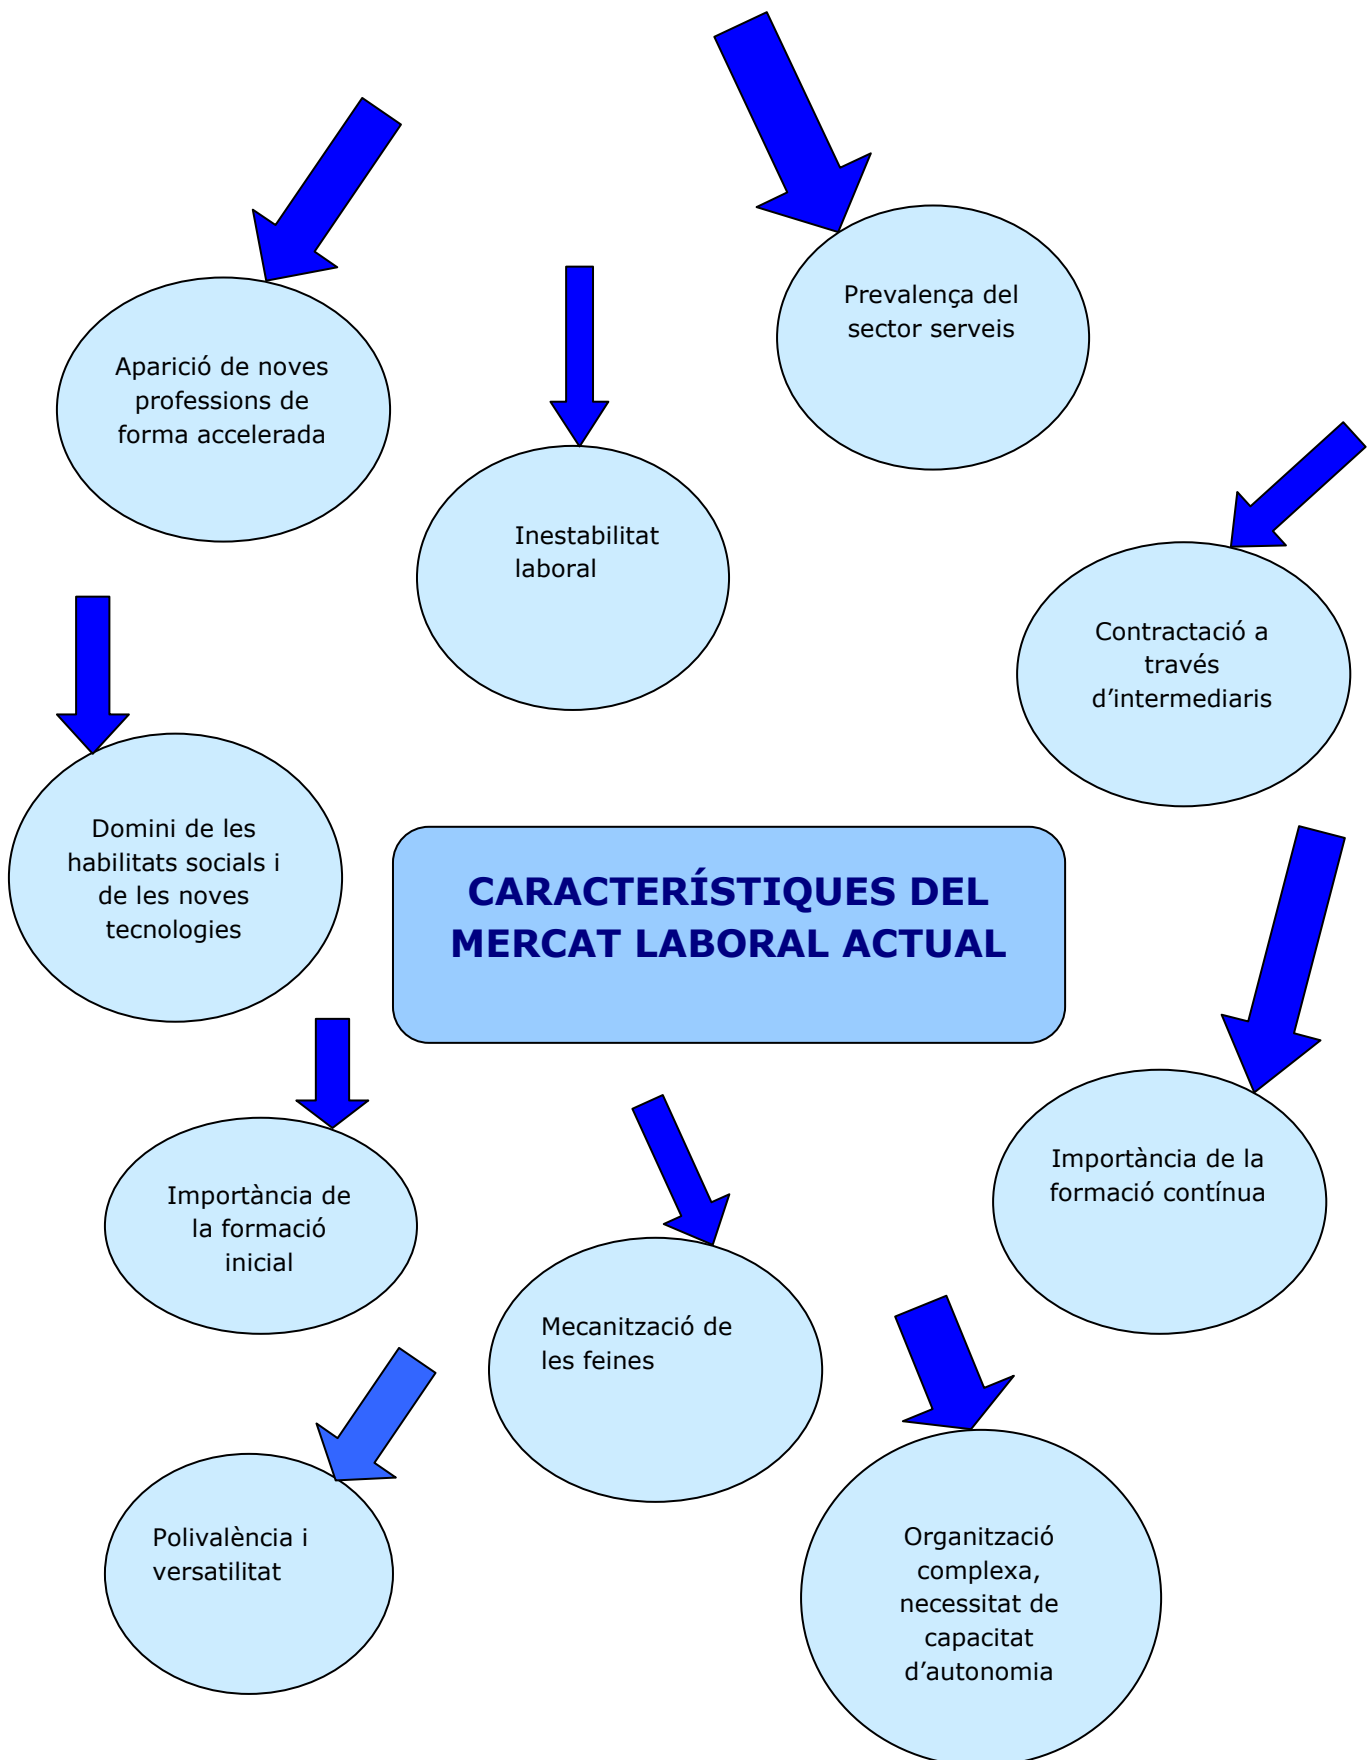 Prevalença del
sector serveis
Aparició de noves
professions de
forma accelerada
Inestabilitat
laboral
Contractació a
través
d’intermediaris
Domini de les
habilitats socials i
de les noves
tecnologies
CARACTERÍSTIQUES DEL
MERCAT LABORAL ACTUAL
Importància de la
formació contínua
Importància de
la formació
inicial
Mecanització de
les feines
Polivalència i
versatilitat
Organització
complexa,
necessitat de
capacitat
d’autonomia